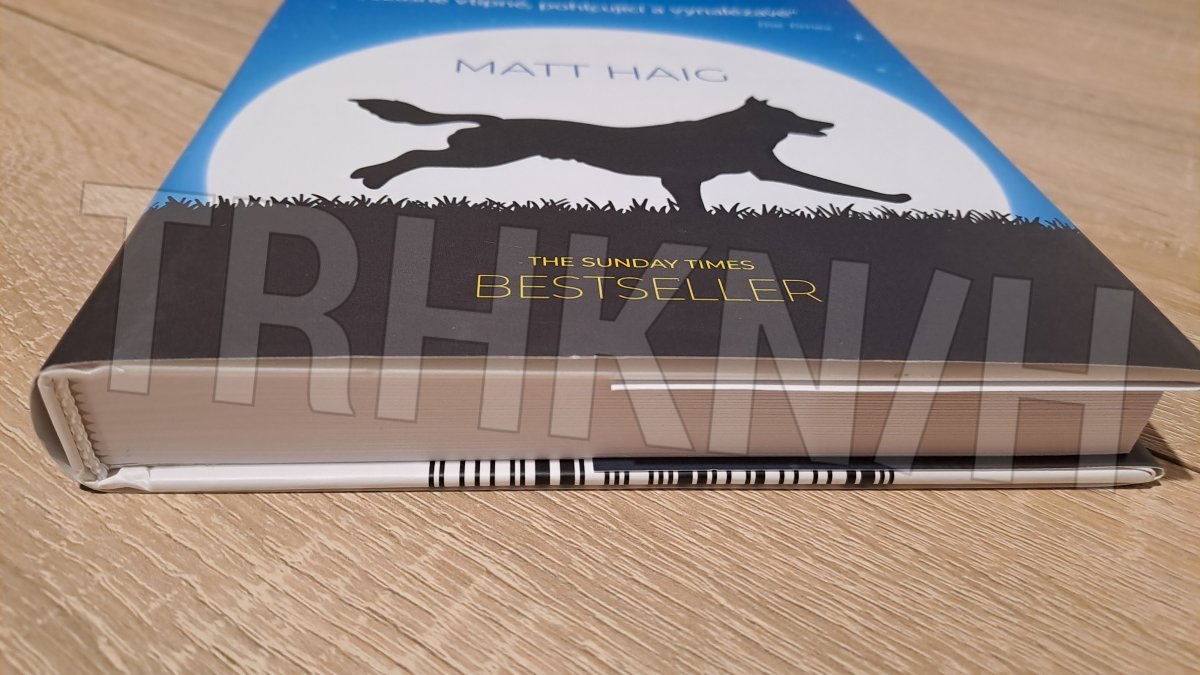 vtipné, pohlcující a vynalézavé"
the times
MATT HAIG
THE SUNDAY TIMES
BESTSELLER
TRHKNIH